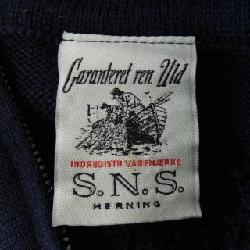 Garanteret ren Uld
INDREGISTR. VAREMÆRKE
S.N.S.
HERNING